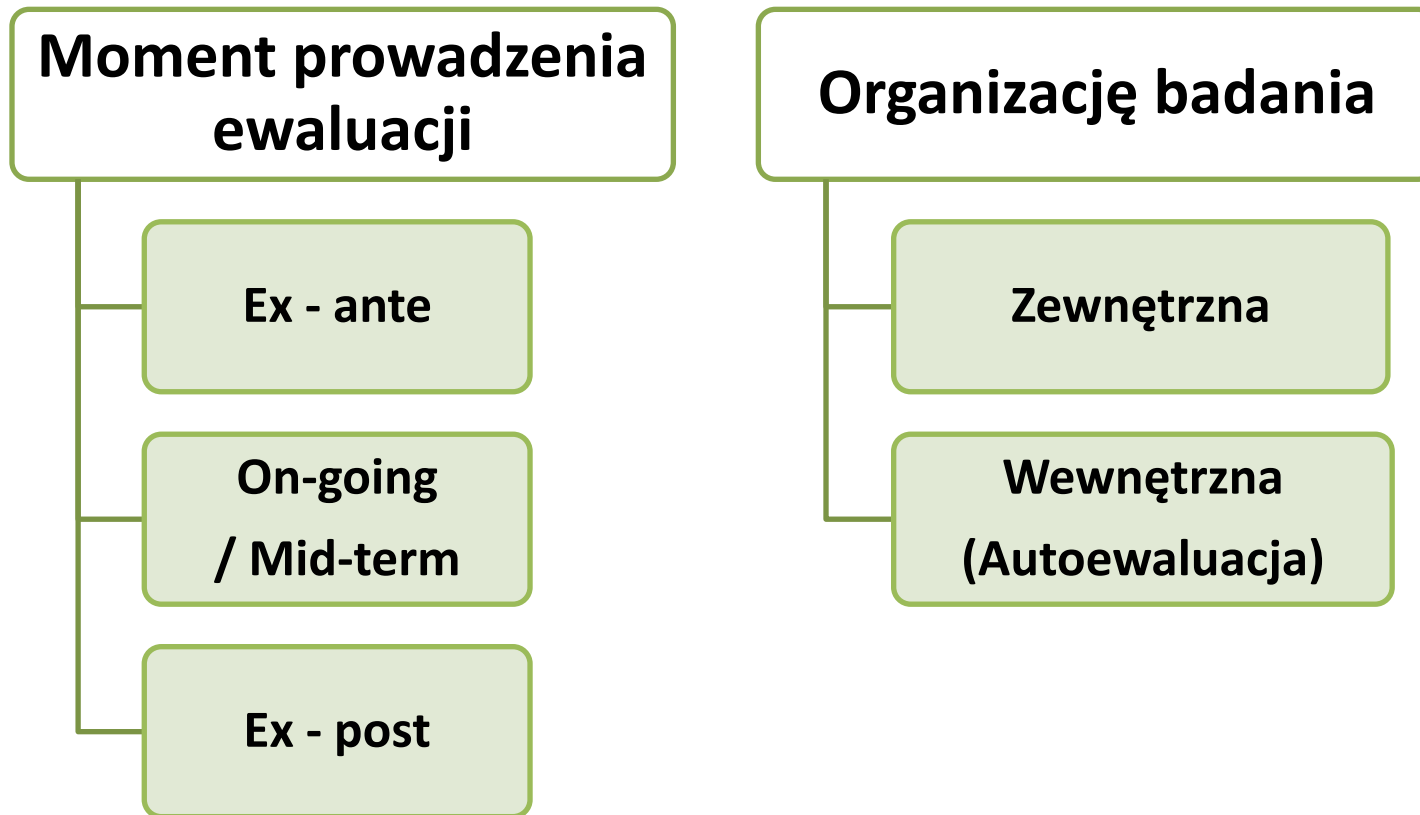 Moment prowadzenia
ewaluacji
Ex - ante
On-going
/ Mid-term
Ex - post
Organizację badania
Zewnętrzna
Wewnętrzna
(Autoewaluacja)